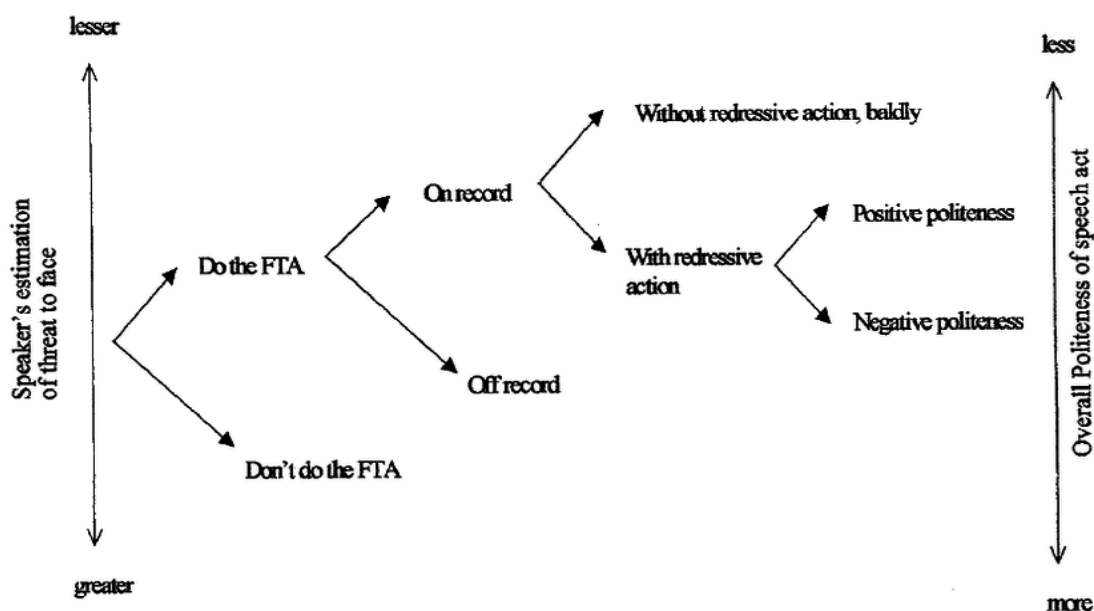 lesser
less
Without redressive action, baldly
On record
Positive politeness
Do the FTA
With redressive
action
Negative politeness
Off record
Don't do the FTA
Speaker's estimation
of threat to face
Overall Politeness of speech act
greater
more